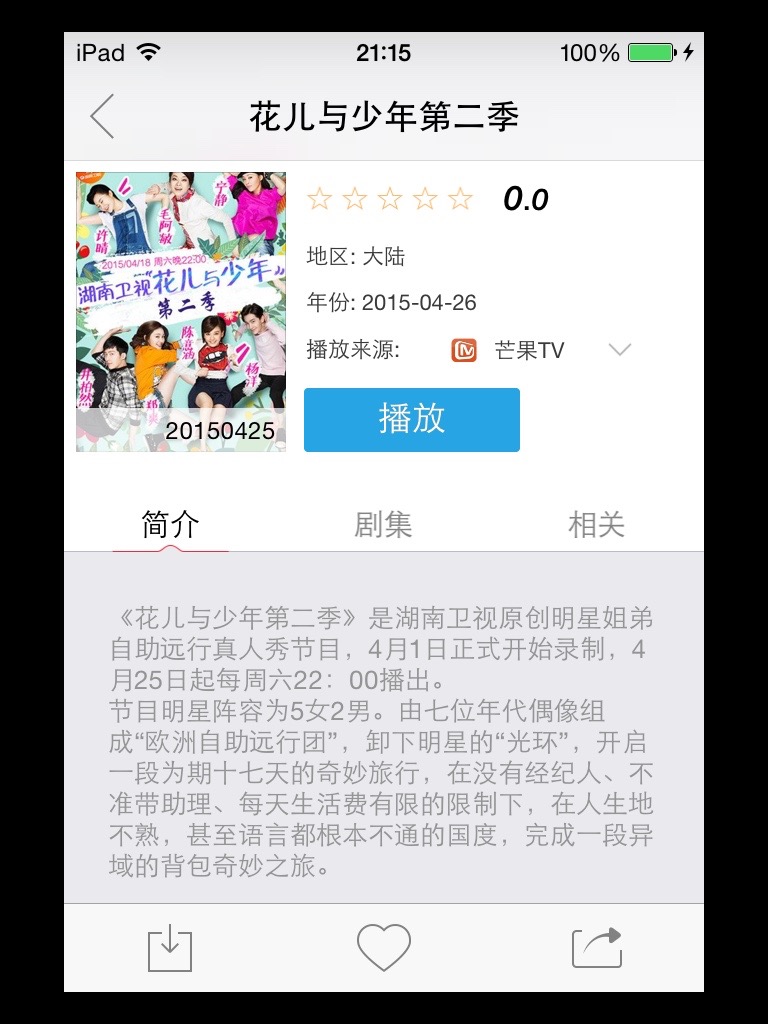 iPad 21:15 100%
花儿与少年第二季
宁静
毛阿敏
许晴
2015/04/18 周六晚22:00
湖南卫视“花儿与少年”
第二季
陈意涵
杨洋
井柏然
郑爽
20150425
0.0
地区: 大陆
年份: 2015-04-26
播放来源: 芒果TV
播放
简介 剧集 相关
《花儿与少年第二季》是湖南卫视原创明星姐弟
自助远行真人秀节目，4月1日正式开始录制，4
月25日起每周六22：00播出。
节目明星阵容为5女2男。由七位年代偶像组
成“欧洲自助远行团”，卸下明星的“光环”，开启
一段为期十七天的奇妙旅行，在没有经纪人、不
准带助理、每天生活费有限的限制下，在人生地
不熟，甚至语言都根本不通的国度，完成一段异
域的背包奇妙之旅。